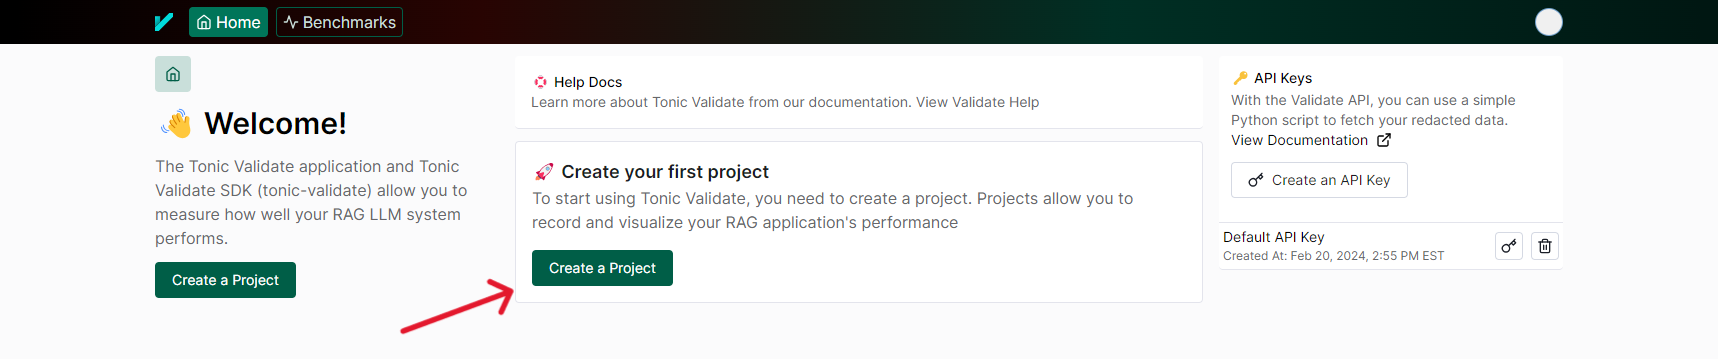 Home
Benchmarks
Welcome!
The Tonic Validate application and Tonic
Validate SDK (tonic-validate) allow you to
measure how well your RAG LLM system
performs.
Create a Project
Help Docs
Learn more about Tonic Validate from our documentation. View Validate Help
Create your first project
To start using Tonic Validate, you need to create a project. Projects allow you to
record and visualize your RAG application's performance
Create a Project
API Keys
With the Validate API, you can use a simple
Python script to fetch your redacted data.
View Documentation
Create an API Key
Default API Key
Created At: Feb 20, 2024, 2:55 PM EST